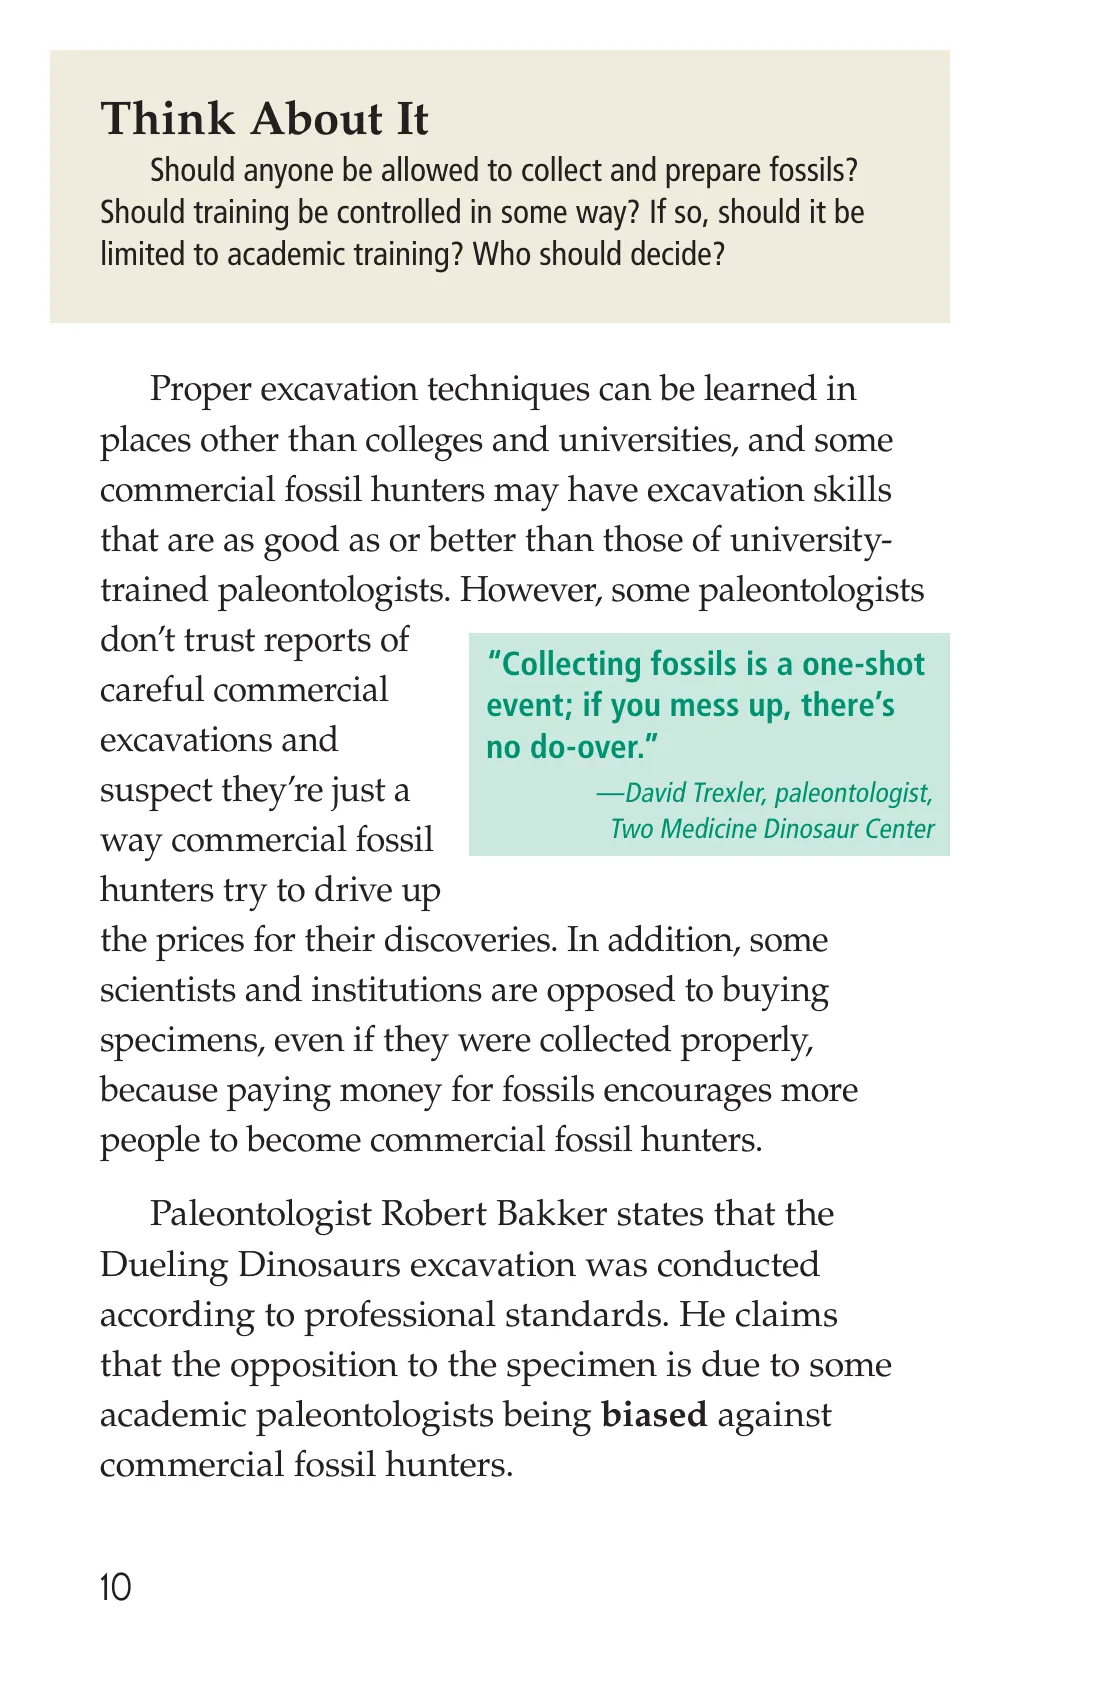 Think About It
Should anyone be allowed to collect and prepare fossils?
Should training be controlled in some way? If so, should it be
limited to academic training? Who should decide?
Proper excavation techniques can be learned in
places other than colleges and universities, and some
commercial fossil hunters may have excavation skills
that are as good as or better than those of university-
trained paleontologists. However, some paleontologists
don’t trust reports of
careful commercial
excavations and
suspect they’re just a
way commercial fossil
hunters try to drive up
the prices for their discoveries. In addition, some
scientists and institutions are opposed to buying
specimens, even if they were collected properly,
because paying money for fossils encourages more
people to become commercial fossil hunters.
“Collecting fossils is a one-shot
event; if you mess up, there’s
no do-over.”
—David Trexler, paleontologist,
Two Medicine Dinosaur Center
Paleontologist Robert Bakker states that the
Dueling Dinosaurs excavation was conducted
according to professional standards. He claims
that the opposition to the specimen is due to some
academic paleontologists being biased against
commercial fossil hunters.
10